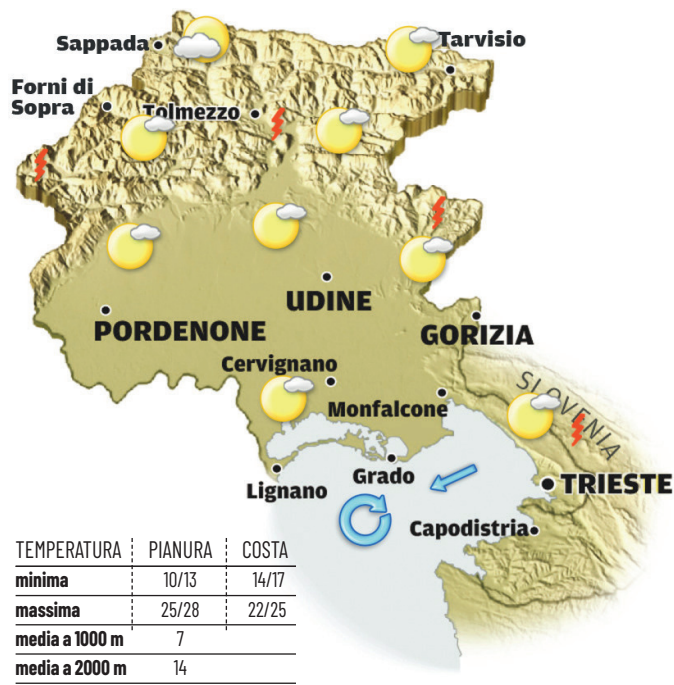 Sappada
Tarvisio
Forni di
Sopra
Tolmezzo
UDINE
PORDENONE
GORIZIA
Cervignano
SLOVENIA
Monfalcone
Grado
Lignano
TRIESTE
Capodistria
TEMPERATURA PIANURA COSTA
minima 10/13 14/17
massima 25/28 22/25
media a 1000 m 7
media a 2000 m 14